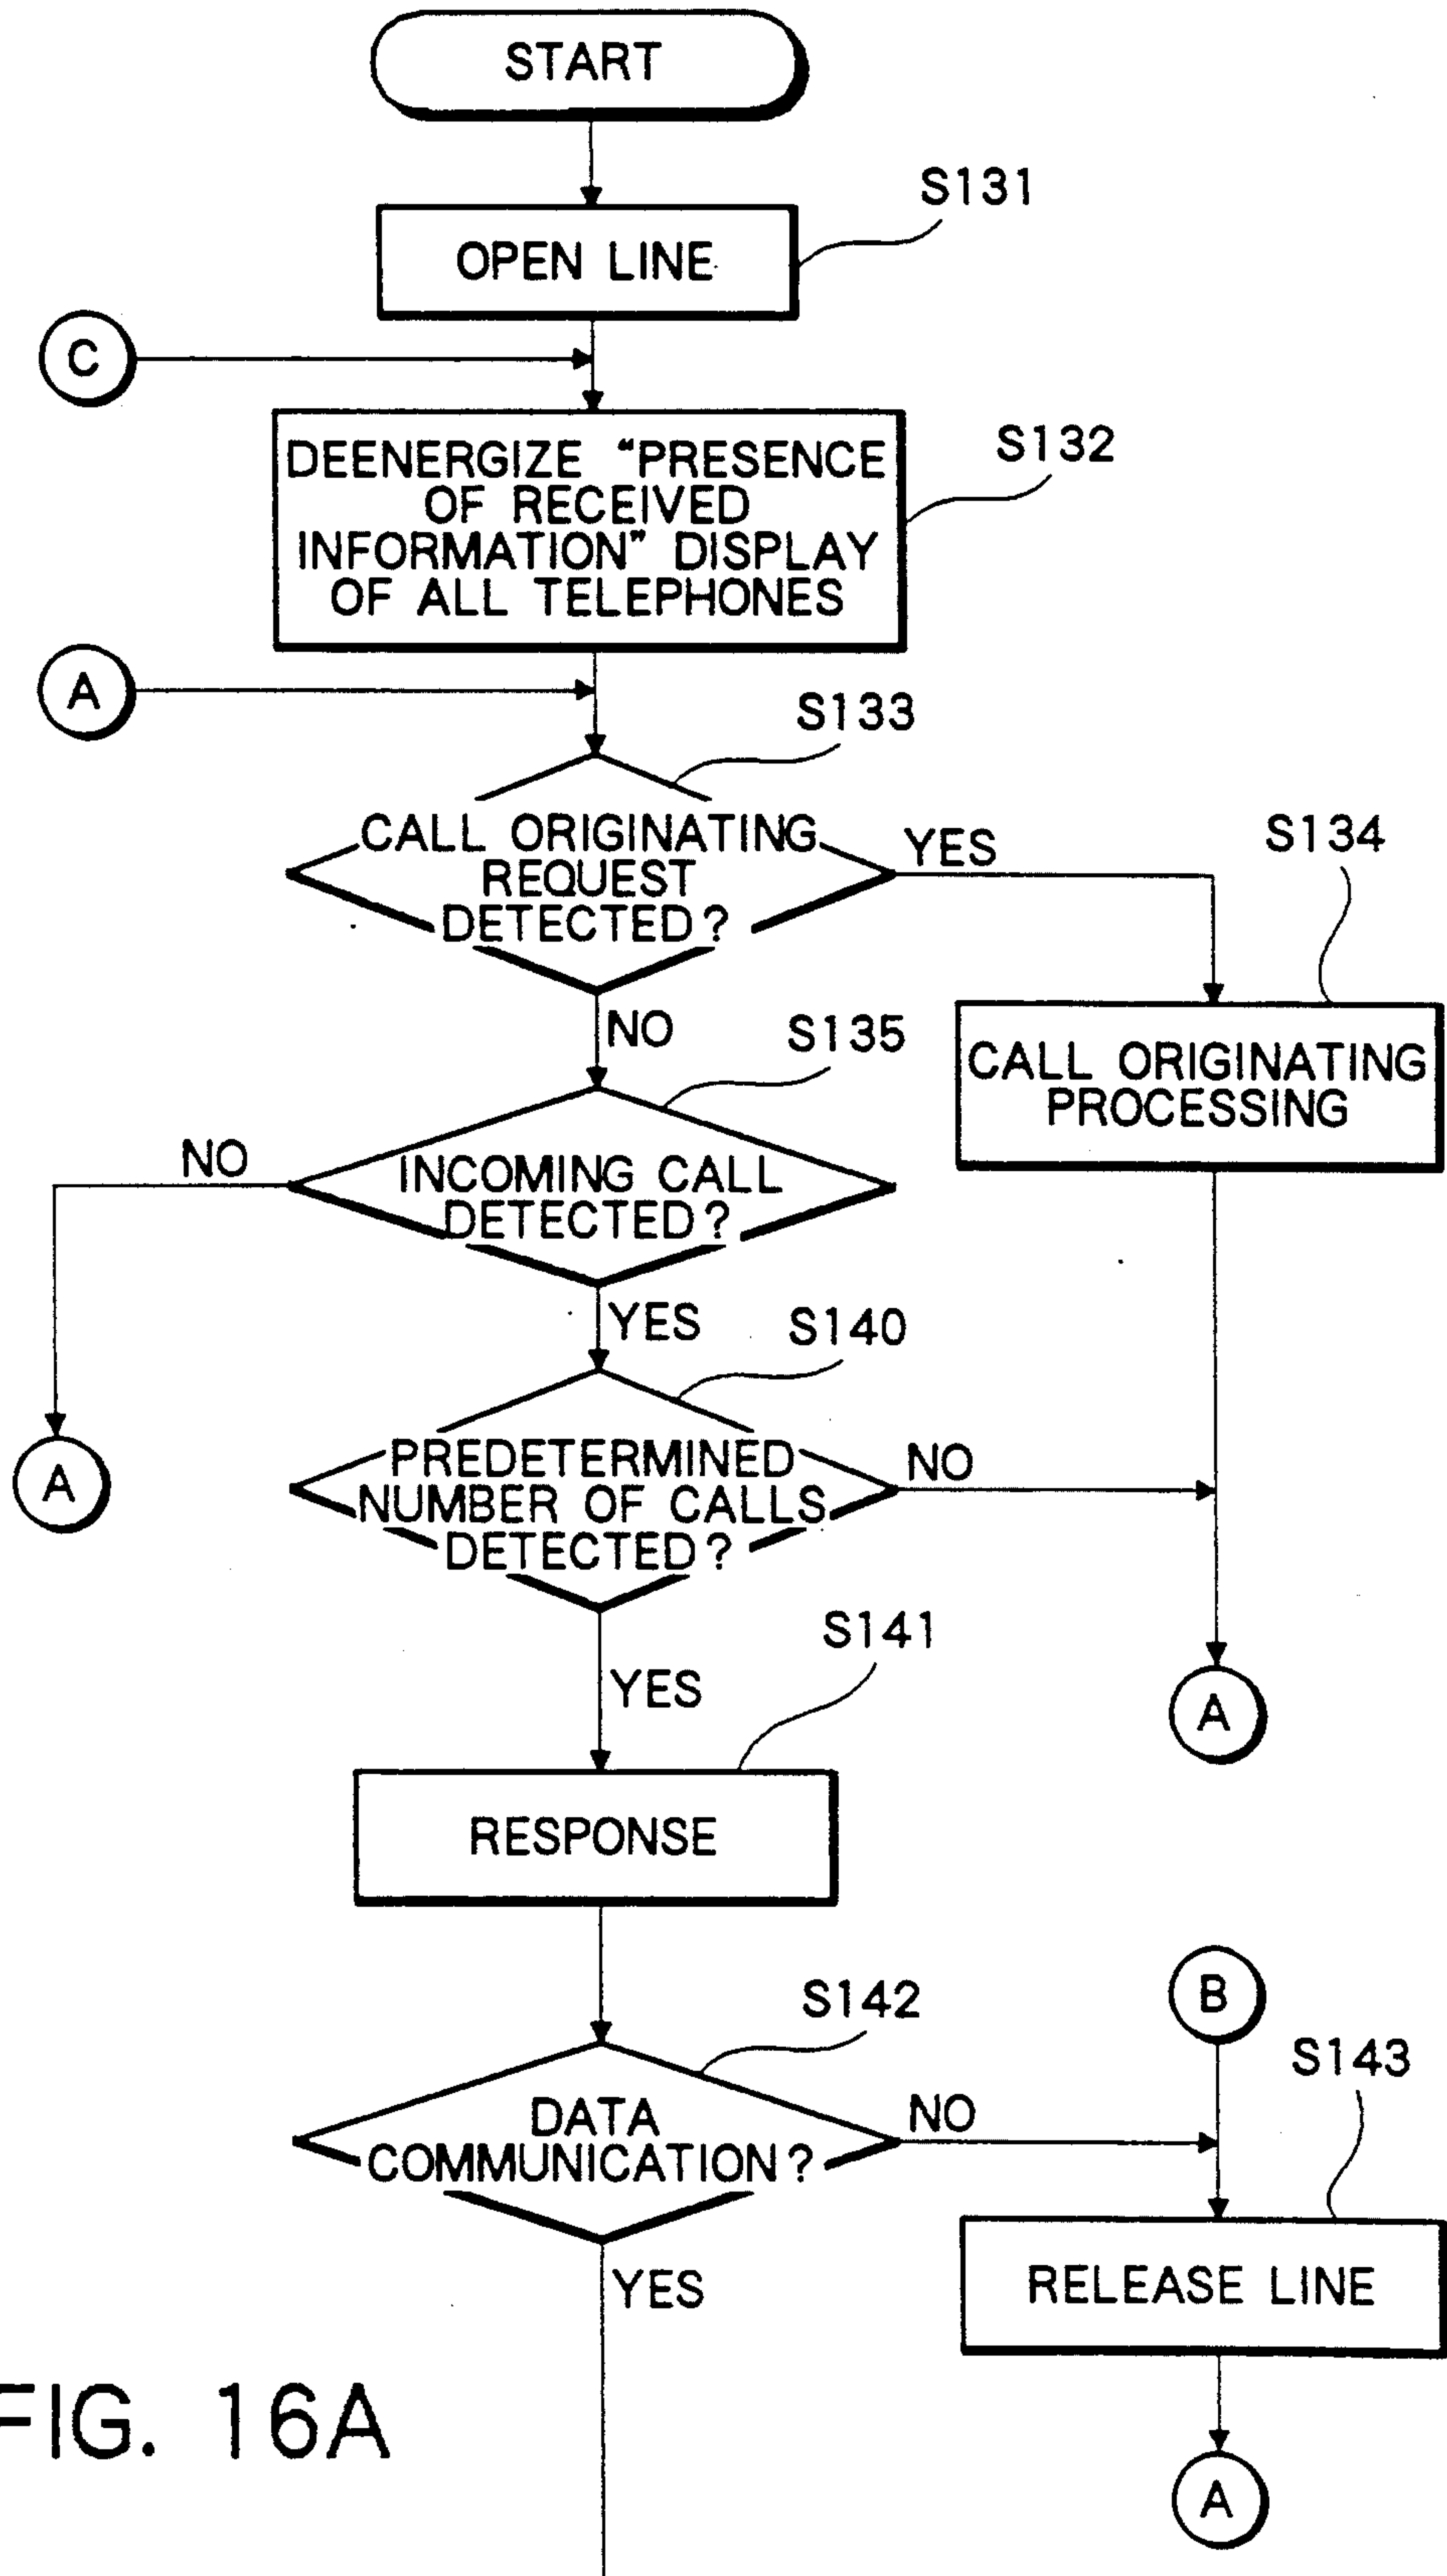 START
S131
OPEN LINE
C
S132
DEENERGIZE “PRESENCE
OF RECEIVED
INFORMATION” DISPLAY
OF ALL TELEPHONES
A
S133
CALL ORIGINATING
REQUEST
DETECTED?
YES
S134
NO
CALL ORIGINATING
PROCESSING
S135
NO
INCOMING CALL
DETECTED?
YES
S140
A
PREDETERMINED
NUMBER OF CALLS
DETECTED?
NO
S141
YES
A
RESPONSE
S142
B
S143
DATA
COMMUNICATION?
NO
YES
RELEASE LINE
FIG. 16A
A